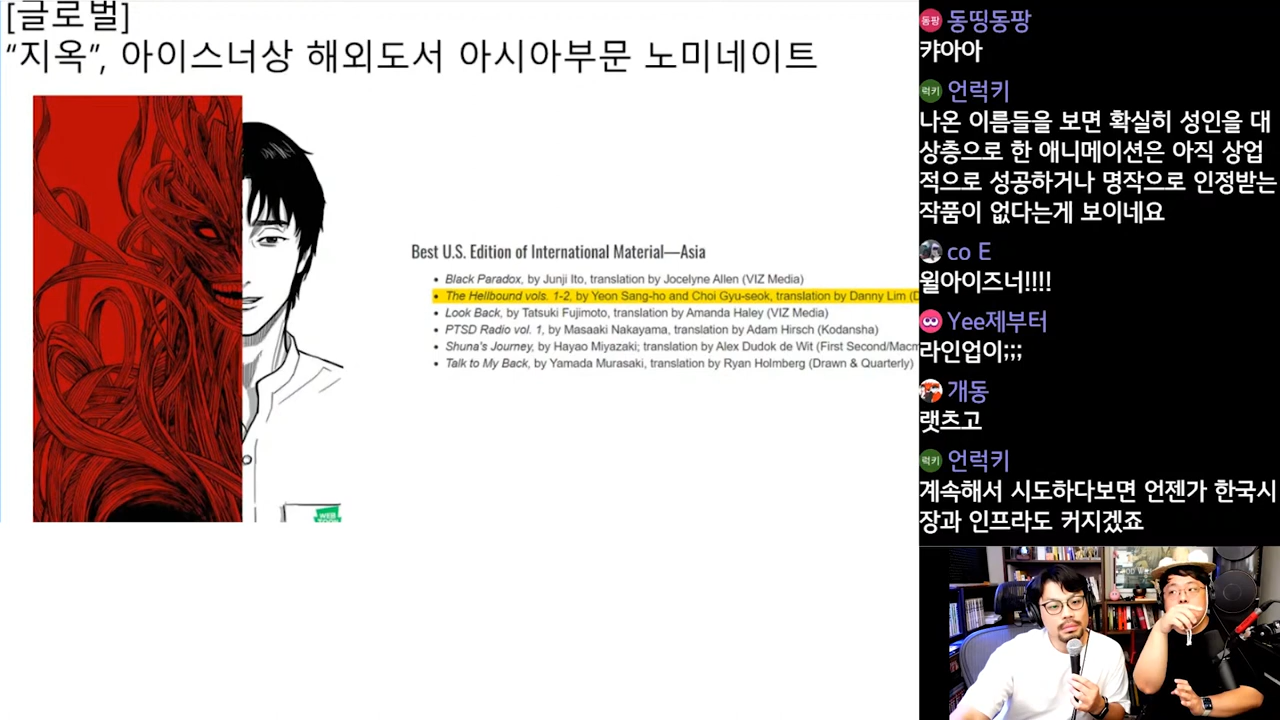 [글로벌]
“지옥”, 아이스너상 해외도서 아시아부문 노미네이트
Best U.S. Edition of International Material—Asia
• Black Paradox, by Junji Ito, translation by Jocelyne Allen (VIZ Media)
• The Hellbound vols. 1-2, by Yeon Sang-ho and Choi Gyu-seok, translation by Danny Lim (D
• Look Back, by Tatsuki Fujimoto, translation by Amanda Haley (VIZ Media)
• PTSD Radio vol. 1, by Masaaki Nakayama, translation by Adam Hirsch (Kodansha)
• Shuna's Journey, by Hayao Miyazaki; translation by Alex Dudok de Wit (First Second/Macm
• Talk to My Back, by Yamada Murasaki, translation by Ryan Holmberg (Drawn & Quarterly)
WEB
TOON
동팡 동띵동팡
캬아아
럭키 언럭키
나온 이름들을 보면 확실히 성인을 대
상층으로 한 애니메이션은 아직 상업
적으로 성공하거나 명작으로 인정받는
작품이 없다는게 보이네요
co E
윌아이즈너!!!!
Yee제부터
라인업이;;;
개동
랫츠고
럭키 언럭키
계속해서 시도하다보면 언젠가 한국시
장과 인프라도 커지겠죠